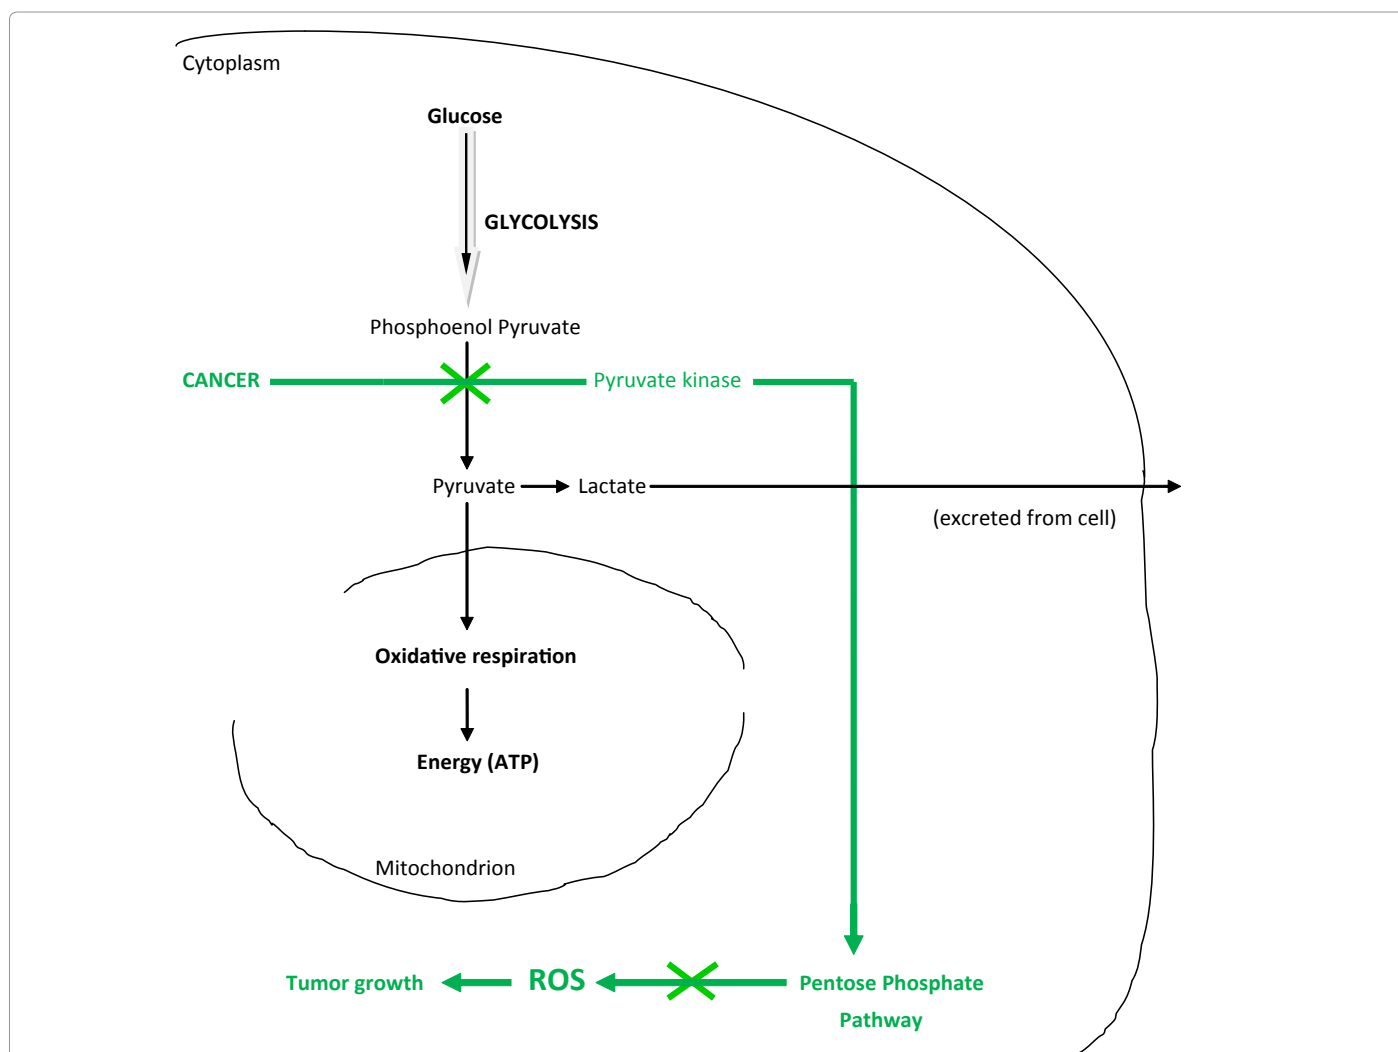 Cytoplasm
Glucose
GLYCOLYSIS
Phosphoenol Pyruvate
CANCER
Pyruvate kinase
Pyruvate
Lactate
(excreted from cell)
Oxidative respiration
Energy (ATP)
Mitochondrion
Tumor growth
ROS
Pentose Phosphate
Pathway